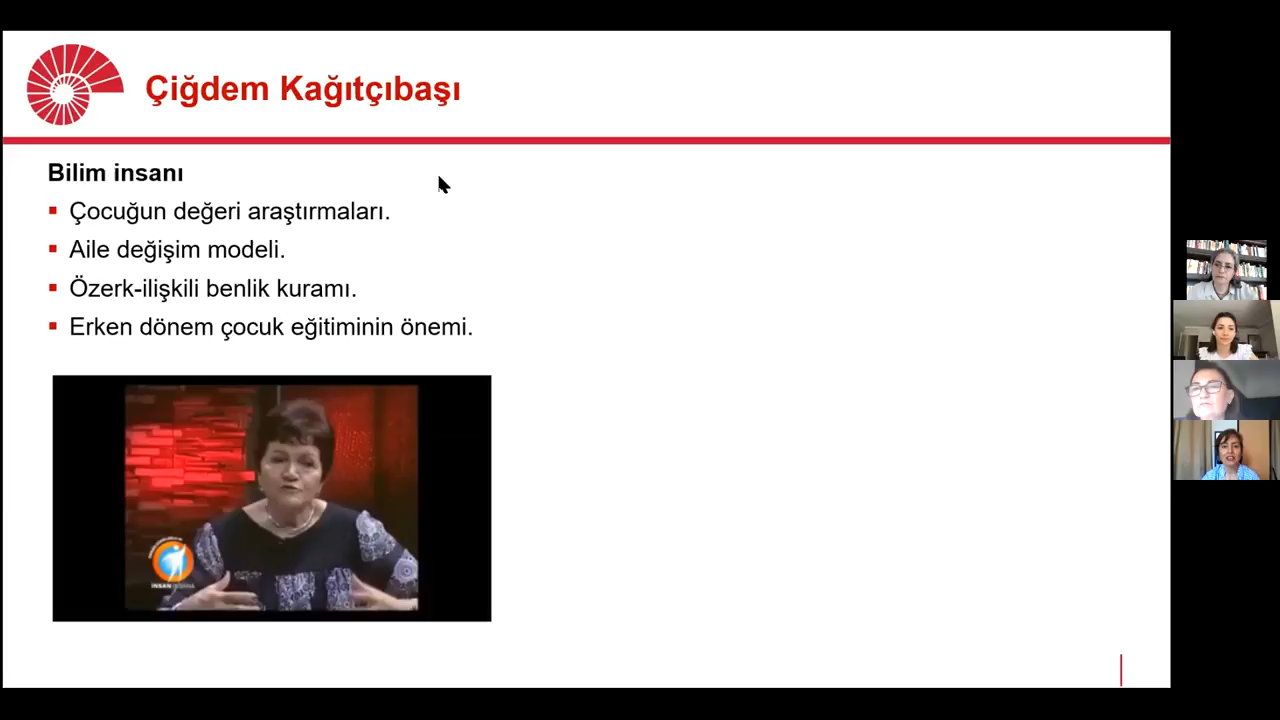 Çiğdem Kağıtçıbaşı
Bilim insanı
Çocuğun değeri araştırmaları.
Aile değişim modeli.
Özerk-ilişkili benlik kuramı.
Erken dönem çocuk eğitiminin önemi.
İNSAN